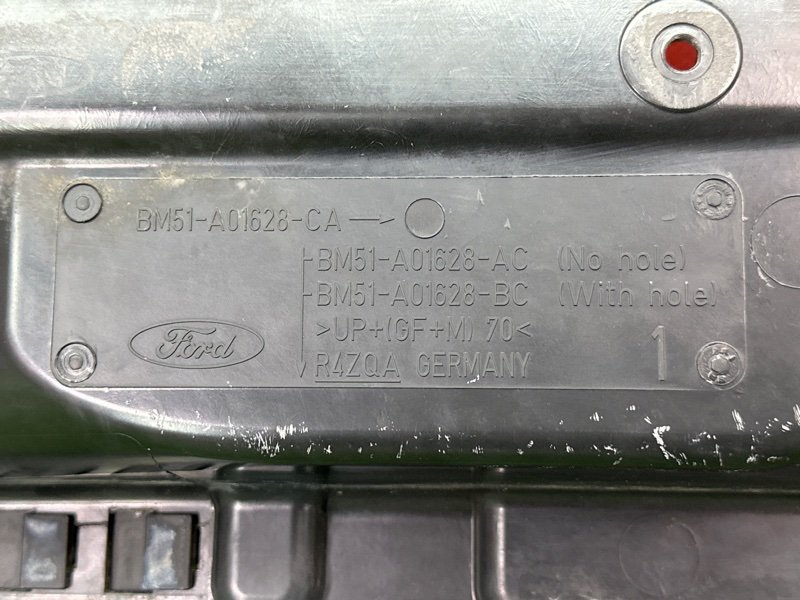 BM51-A01628-CA
BM51-A01628-AC (No hole)
BM51-A01628-BC (With hole)
>UP+(GF+M) 70<
R4ZQA GERMANY
Ford
1